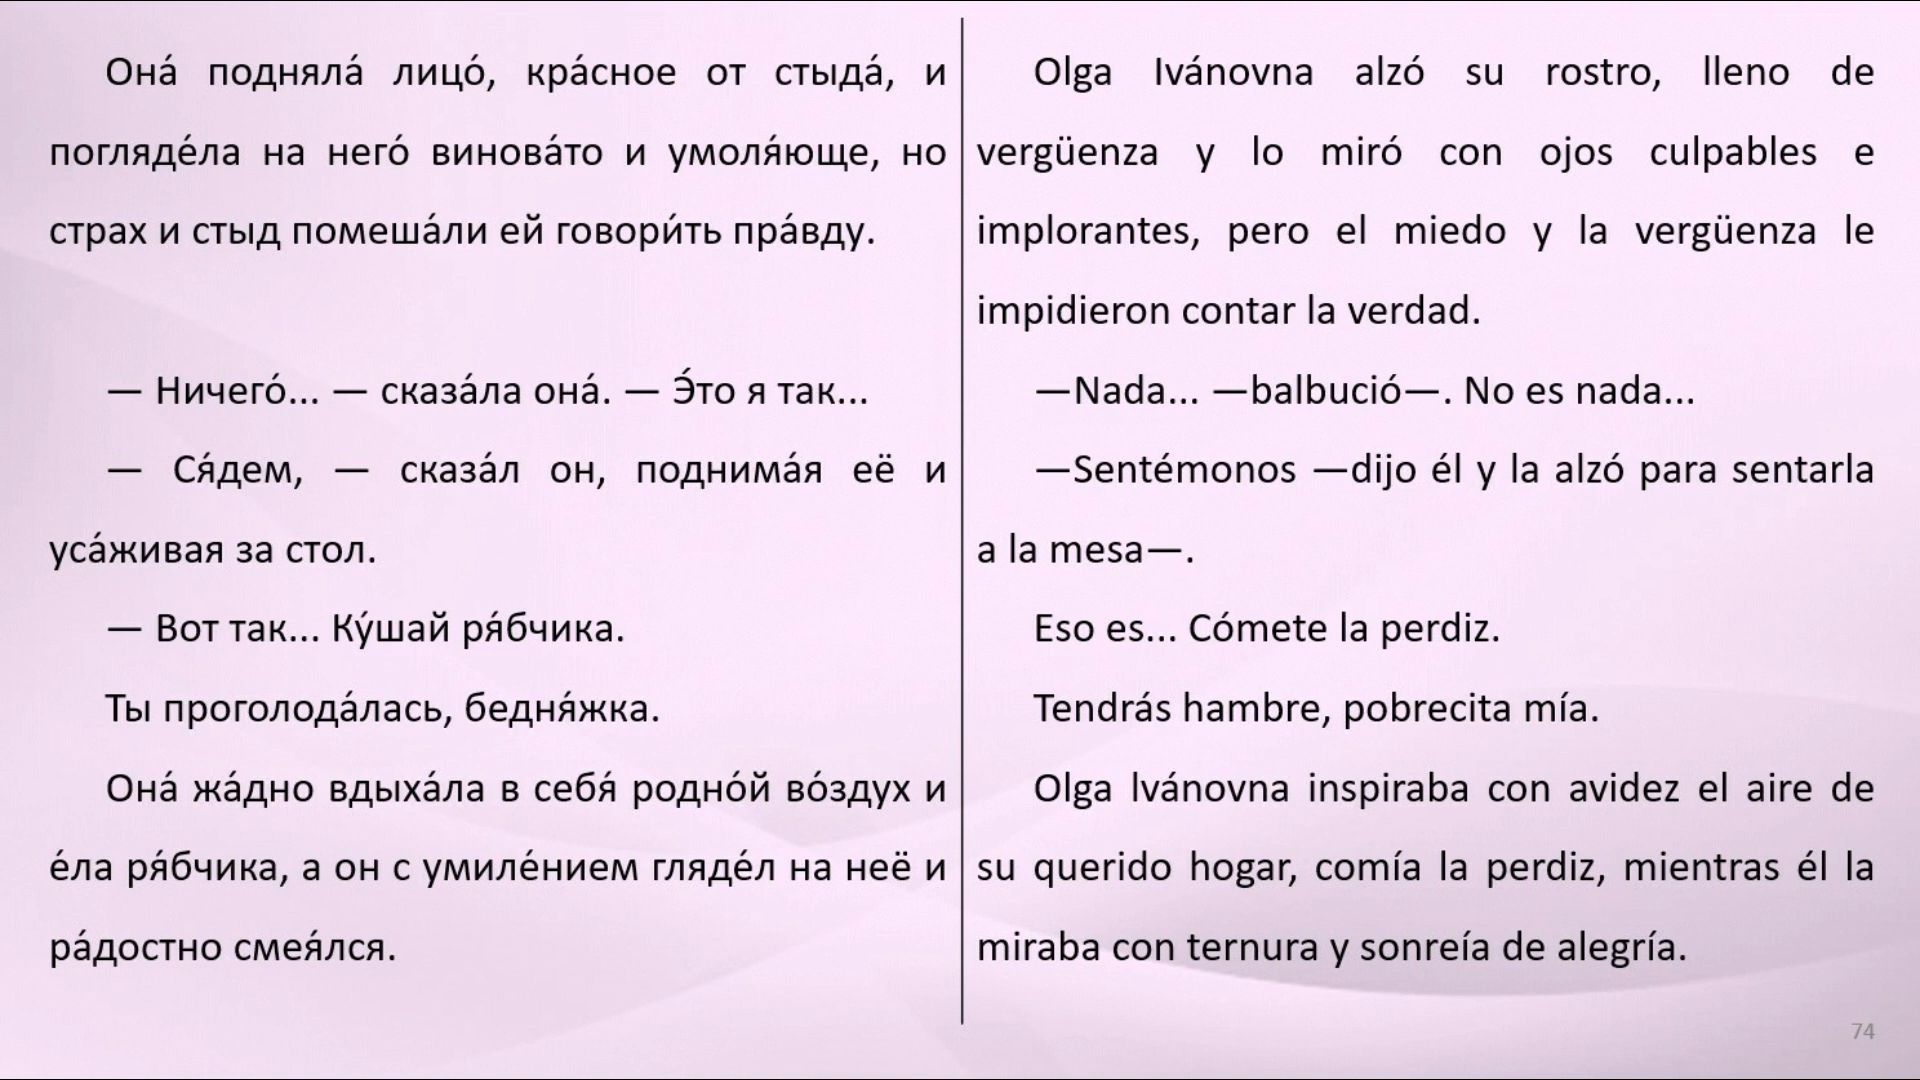 Она́ подняла́ лицо́, кра́сное от стыда́, и
погляде́ла на него́ винова́то и умоля́юще, но
страх и стыд помеша́ли ей говори́ть пра́вду.
— Ничего́... — сказа́ла она́. — Э́то я так...
— Ся́дем, — сказа́л он, поднима́я её и
уса́живая за стол.
— Вот так... Ку́шай ря́бчика.
Ты проголода́лась, бедня́жка.
Она́ жа́дно вдыха́ла в себя́ родно́й во́здух и
е́ла ря́бчика, а он с умиле́нием гляде́л на неё и
ра́достно смея́лся.
Olga Ivánovna alzó su rostro, lleno de
vergüenza y lo miró con ojos culpables e
implorantes, pero el miedo y la vergüenza le
impidieron contar la verdad.
—Nada... —balbució—. No es nada...
—Sentémonos —dijo él y la alzó para sentarla
a la mesa—.
Eso es... Cómete la perdiz.
Tendrás hambre, pobrecita mía.
Olga lvánovna inspiraba con avidez el aire de
su querido hogar, comía la perdiz, mientras él la
miraba con ternura y sonreía de alegría.
74